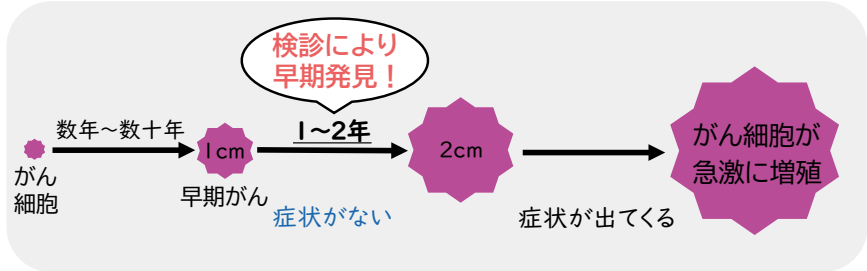 検診により
早期発見！
数年〜数十年
1〜2年
がん
細胞
1cm
早期がん
症状がない
2cm
症状が出てくる
がん細胞が
急激に増殖